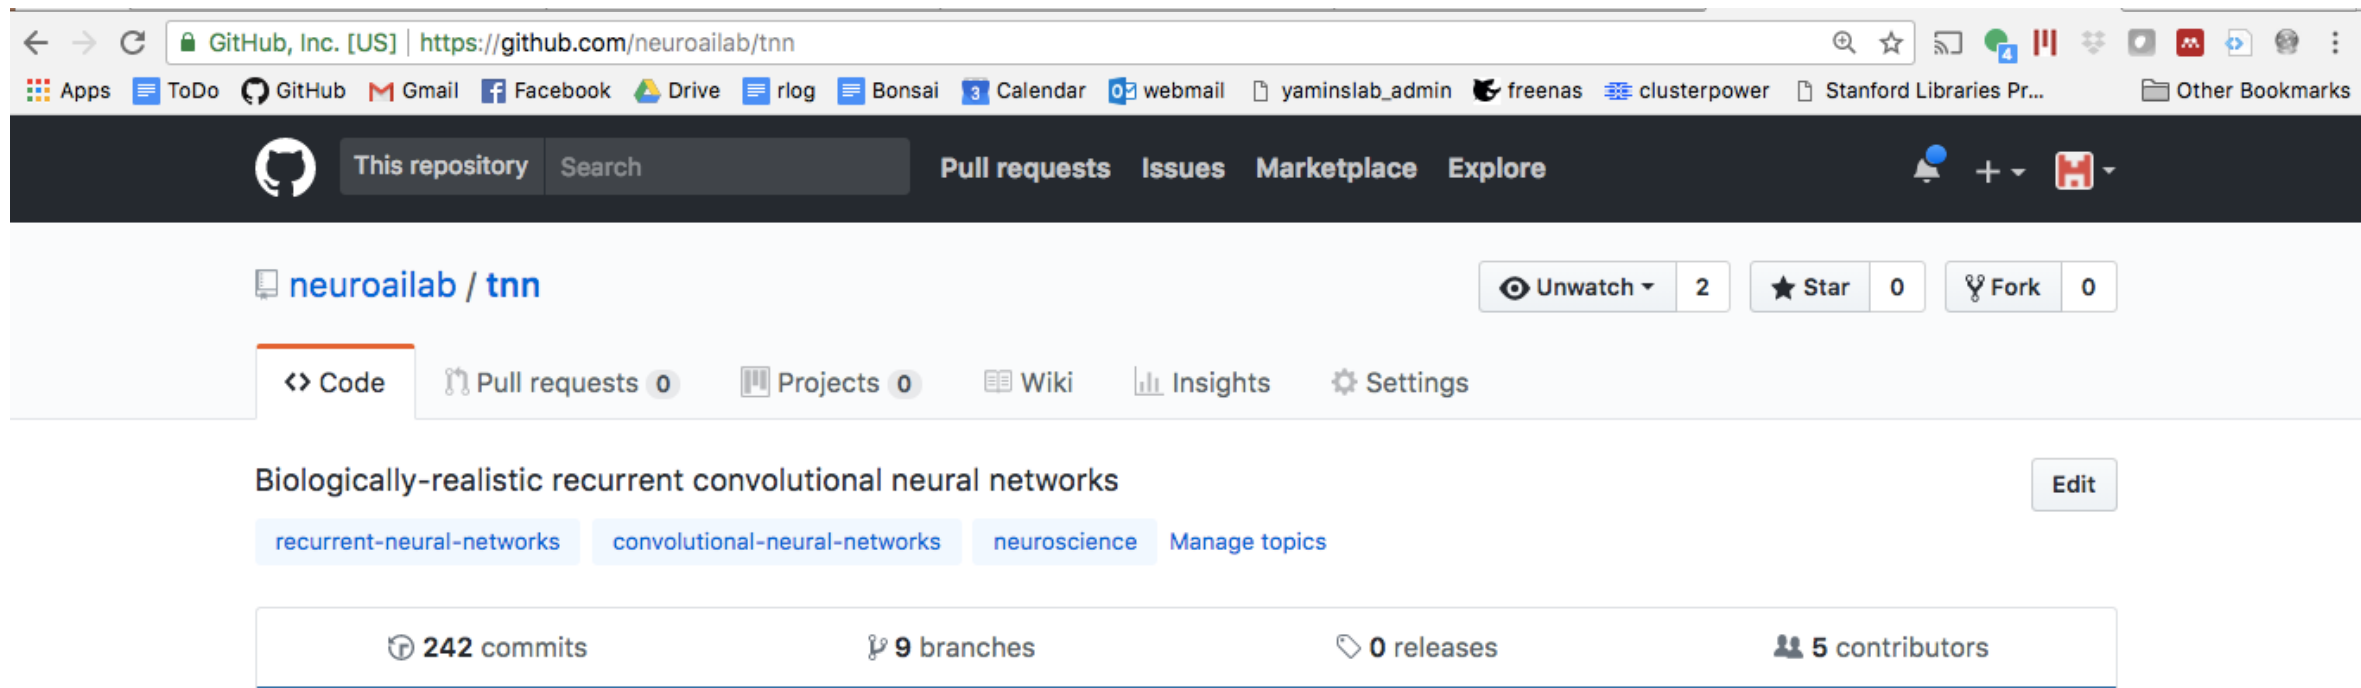 GitHub, Inc. [US] | https://github.com/neuroailab/tnn 4
Apps ToDo GitHub Gmail Facebook Drive rlog Bonsai 3 Calendar webmail yaminslab_admin freenas clusterpower Stanford Libraries Pr... Other Bookmarks
This repository Search Pull requests Issues Marketplace Explore
neuroailab / tnn Unwatch 2 Star 0 Fork 0
<> Code Pull requests 0 Projects 0 Wiki Insights Settings
Biologically-realistic recurrent convolutional neural networks Edit
recurrent-neural-networks convolutional-neural-networks neuroscience Manage topics
242 commits 9 branches 0 releases 5 contributors